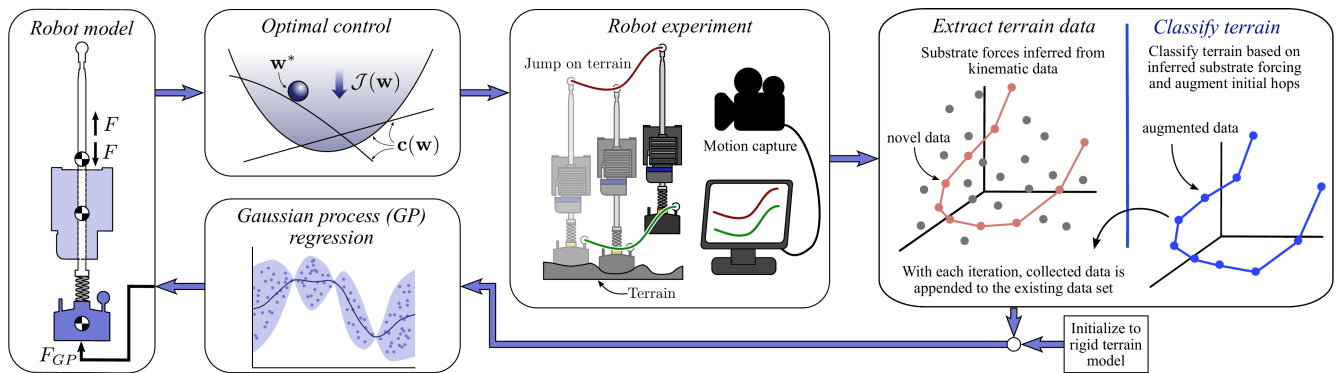 Robot model
F
F
F_GP
Optimal control
w*
J(w)
c(w)
Gaussian process (GP)
regression
Robot experiment
Jump on terrain
Motion capture
Terrain
Extract terrain data
Substrate forces inferred from
kinematic data
novel data
With each iteration, collected data is
appended to the existing data set
Classify terrain
Classify terrain based on
inferred substrate forcing
and augment initial hops
augmented data
Initialize to
rigid terrain
model